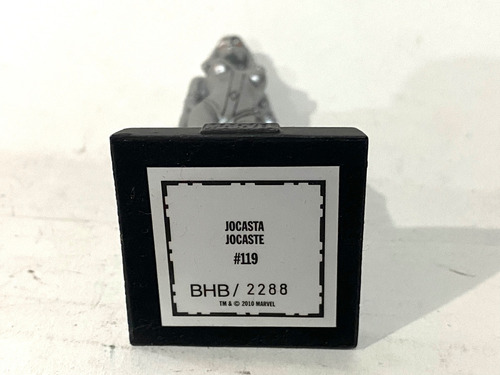 JOCASTA
JOCASTE
#119
BHB/ 2288
TM & © 2010 MARVEL